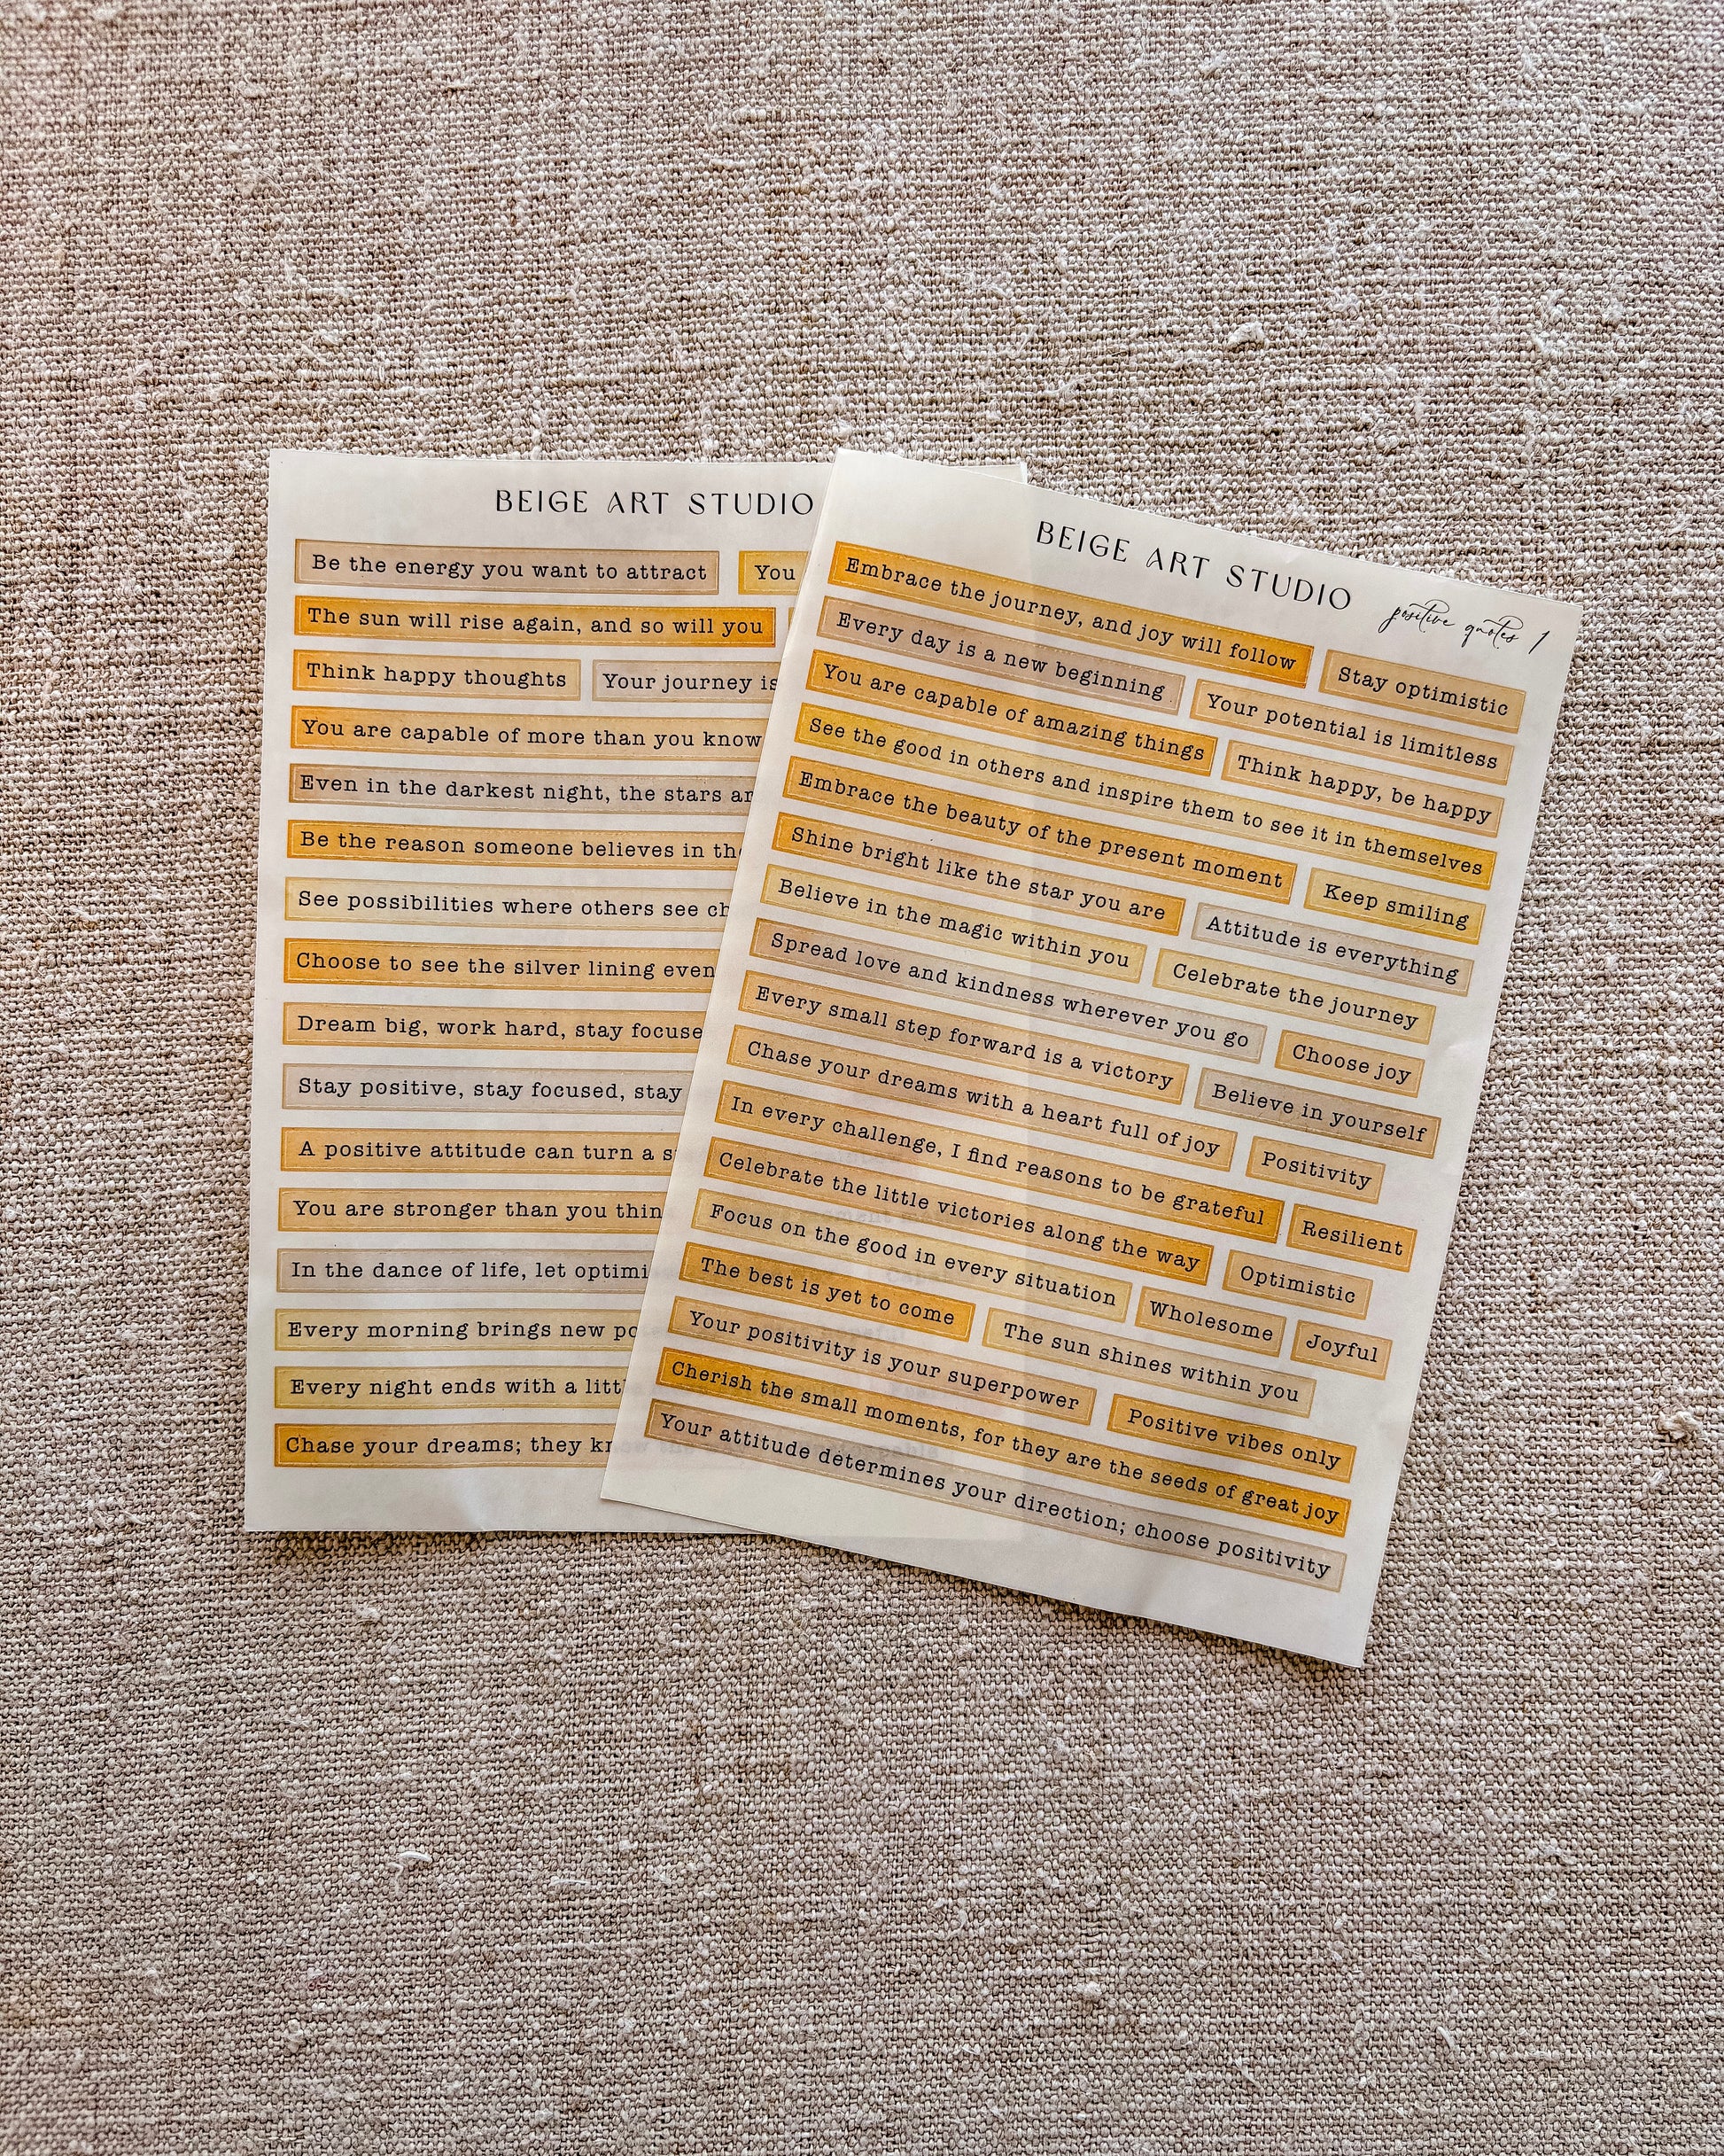 BEIGE ART STUDIO
Be the energy you want to attract
You
The sun will rise again, and so will you
Think happy thoughts
Your journey is
You are capable of more than you know
Even in the darkest night, the stars
Be the reason someone believes in
See possibilities where others see
Choose to see the silver lining even
Dream big, work hard, stay
Stay positive, stay focused, stay
A positive attitude can turn a
You are stronger than you
In the dance of life, let
Every morning brings new
Every night ends with a
Chase your dreams; they
BEIGE ART STUDIO
positive quotes 1
Embrace the journey, and joy will follow
Stay optimistic
Every day is a new beginning
Your potential is limitless
You are capable of amazing things
Think happy, be happy
See the good in others and inspire them to see it in themselves
Embrace the beauty of the present moment
Keep smiling
Shine bright like the star you are
Attitude is everything
Believe in the magic within you
Celebrate the journey
Spread love and kindness wherever you go
Choose joy
Every small step forward is a victory
Believe in yourself
Chase your dreams with a heart full of joy
Positivity
In every challenge, I find reasons to be grateful
Resilient
Celebrate the little victories along the way
Optimistic
Focus on the good in every situation
Wholesome
Joyful
The best is yet to come
The sun shines within you
Your positivity is your superpower
Positive vibes only
Cherish the small moments, for they are the seeds of great joy
Your attitude determines your direction; choose positivity